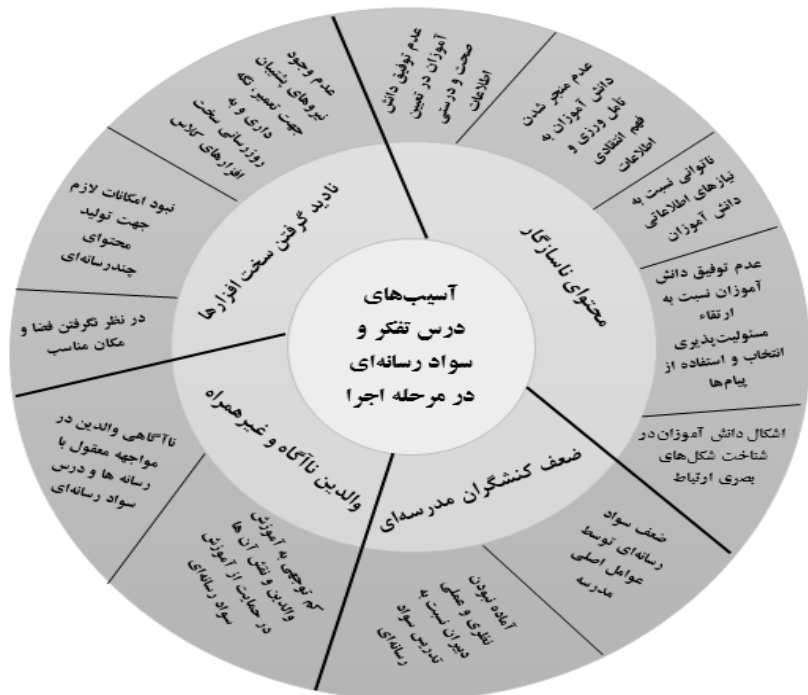 آسیب‌های
درس تفکر و
سواد رسانه‌ای
در مرحله اجرا
محتوای ناسازگار
عدم توفیق دانش
آموزان در تعیین
صحت و درستی
اطلاعات
عدم منجر شدن
دانش آموزان به
تأمل ورزی و
فهم انتقادی
اطلاعات
ناتوانی نسبت به
نیازهای اطلاعاتی
دانش آموزان
عدم توفیق دانش
آموزان نسبت به
ارتقاء
مسئولیت‌پذیری
انتخاب و استفاده از
پیام‌ها
اشکال دانش آموزان در
شناخت شکل‌های
بصری ارتباط
ضعف کنشگران مدرسه‌ای
ضعف سواد
رسانه‌ای توسط
عوامل اصلی
مدرسه
آماده نبودن
نظری و عملی
دبیران نسبت به
تدریس سواد
رسانه‌ای
والدین ناآگاه و غیرهمراه
کم توجهی به آموزش
والدین و نقش آن ها
در حمایت از آموزش
سواد رسانه‌ای
ناآگاهی والدین در
مواجهه معقول با
رسانه ها و درس
سواد رسانه‌ای
نادید گرفتن سخت افزارها
در نظر نگرفتن فضا و
مکان مناسب
نبود امکانات لازم
جهت تولید
محتوای
چندرسانه‌ای
عدم وجود
نیروهای پشتیبان
جهت تعمیر، نگه
داری و به
روزرسانی سخت
افزارهای کلاس